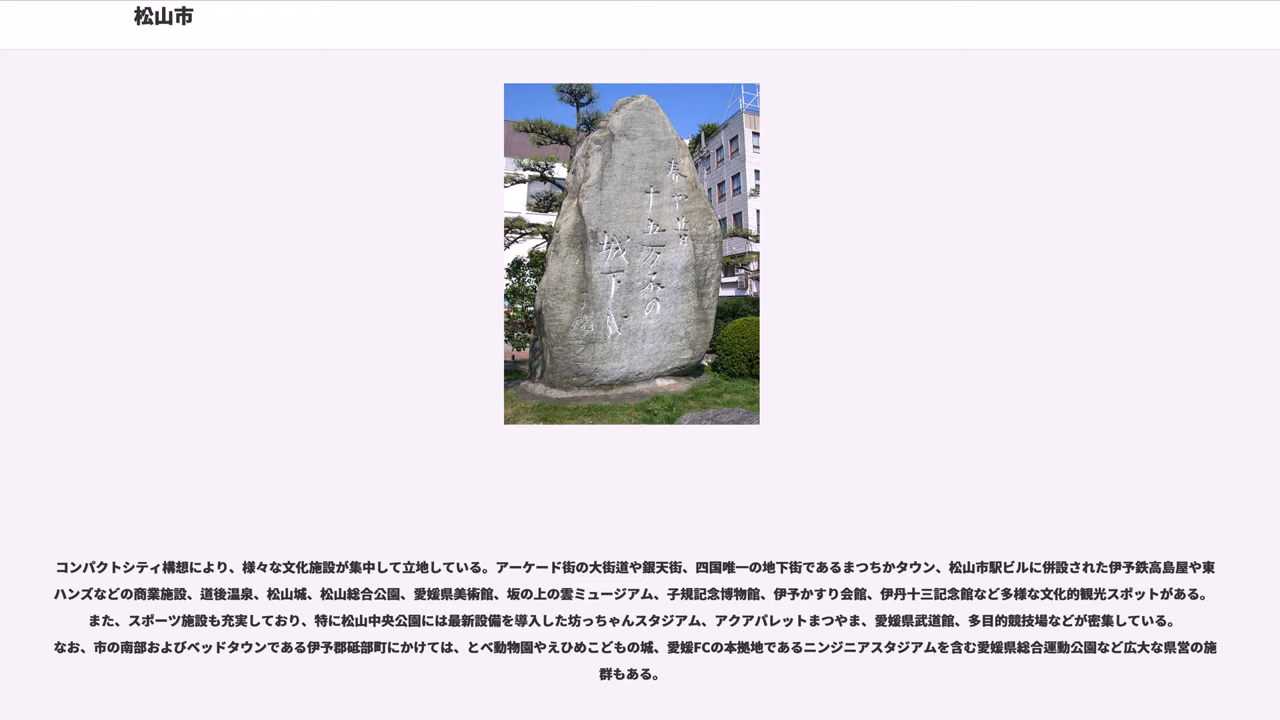 松山市
春や昔
十五万石の
城下哉
子規
コンパクトシティ構想により、様々な文化施設が集中して立地している。アーケード街の大街道や銀天街、四国唯一の地下街であるまつちかタウン、松山市駅ビルに併設された伊予鉄高島屋や東
ハンズなどの商業施設、道後温泉、松山城、松山総合公園、愛媛県美術館、坂の上の雲ミュージアム、子規記念博物館、伊予かすり会館、伊丹十三記念館など多様な文化的観光スポットがある。
また、スポーツ施設も充実しており、特に松山中央公園には最新設備を導入した坊っちゃんスタジアム、アクアパレットまつやま、愛媛県武道館、多目的競技場などが密集している。
なお、市の南部およびベッドタウンである伊予郡砥部町にかけては、とべ動物園やえひめこどもの城、愛媛FCの本拠地であるニンジニアスタジアムを含む愛媛県総合運動公園など広大な県営の施
群もある。